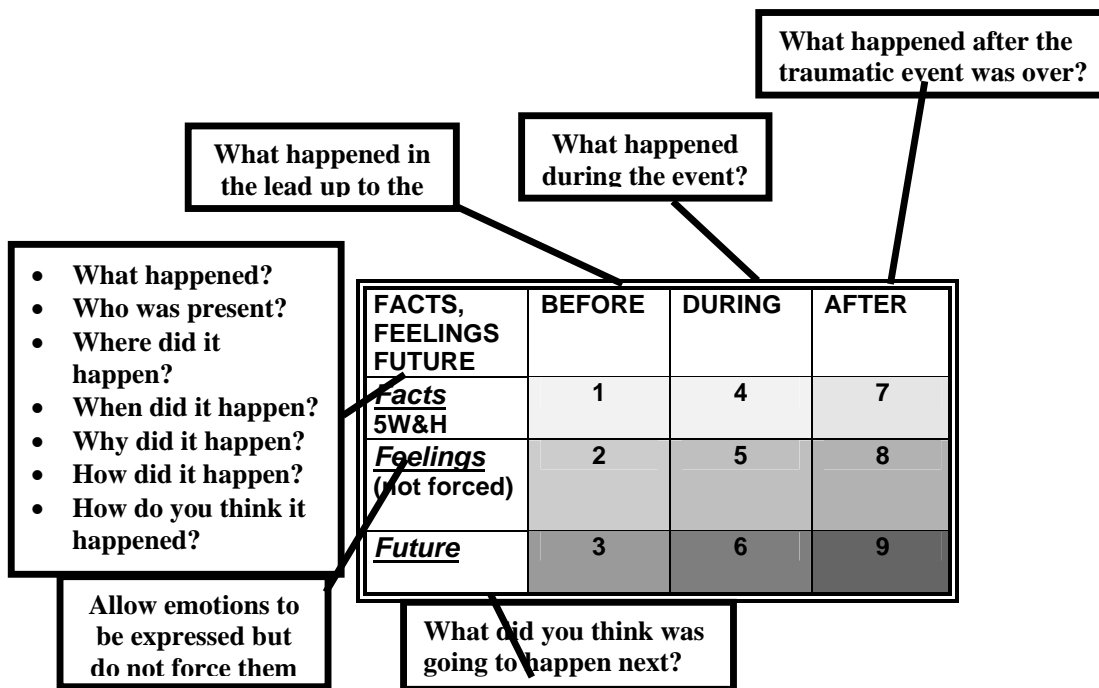 What happened after the
traumatic event was over?
What happened in
the lead up to the
What happened
during the event?
• What happened?
• Who was present?
• Where did it
happen?
• When did it happen?
• Why did it happen?
• How did it happen?
• How do you think it
happened?
FACTS,
FEELINGS
FUTURE
BEFORE
DURING
AFTER
Facts
5W&H
1
4
7
Feelings
(not forced)
2
5
8
Future
3
6
9
Allow emotions to
be expressed but
do not force them
What did you think was
going to happen next?